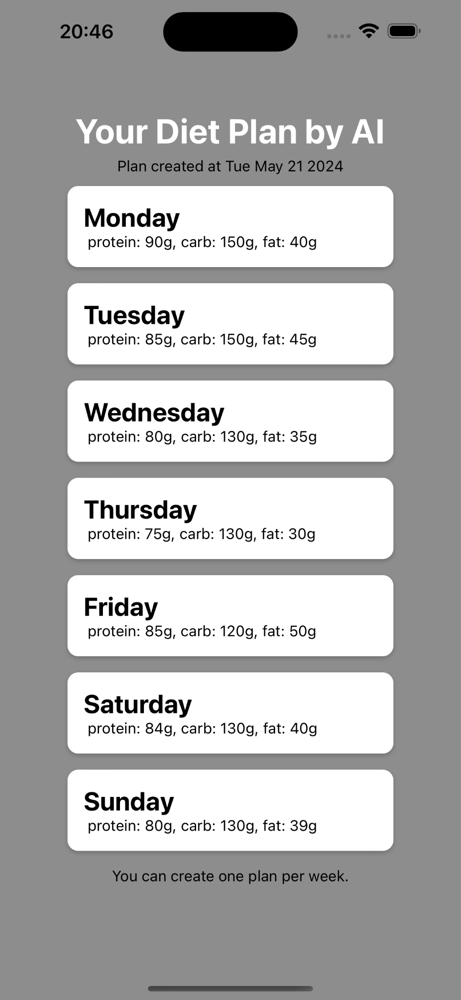 20:46
Your Diet Plan by AI
Plan created at Tue May 21 2024
Monday
protein: 90g, carb: 150g, fat: 40g
Tuesday
protein: 85g, carb: 150g, fat: 45g
Wednesday
protein: 80g, carb: 130g, fat: 35g
Thursday
protein: 75g, carb: 130g, fat: 30g
Friday
protein: 85g, carb: 120g, fat: 50g
Saturday
protein: 84g, carb: 130g, fat: 40g
Sunday
protein: 80g, carb: 130g, fat: 39g
You can create one plan per week.